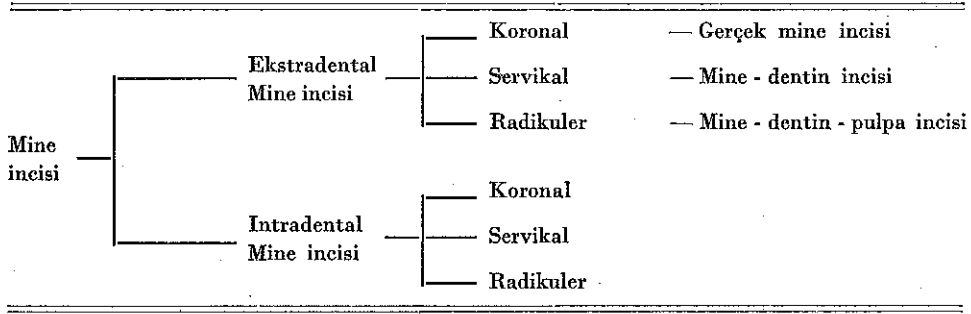 Koronal — Gerçek mine incisi
Ekstradental
Mine incisi
Servikal — Mine - dentin incisi
Radikuler — Mine - dentin - pulpa incisi
Mine
incisi
Koronal
Intradental
Mine incisi
Servikal
Radikuler